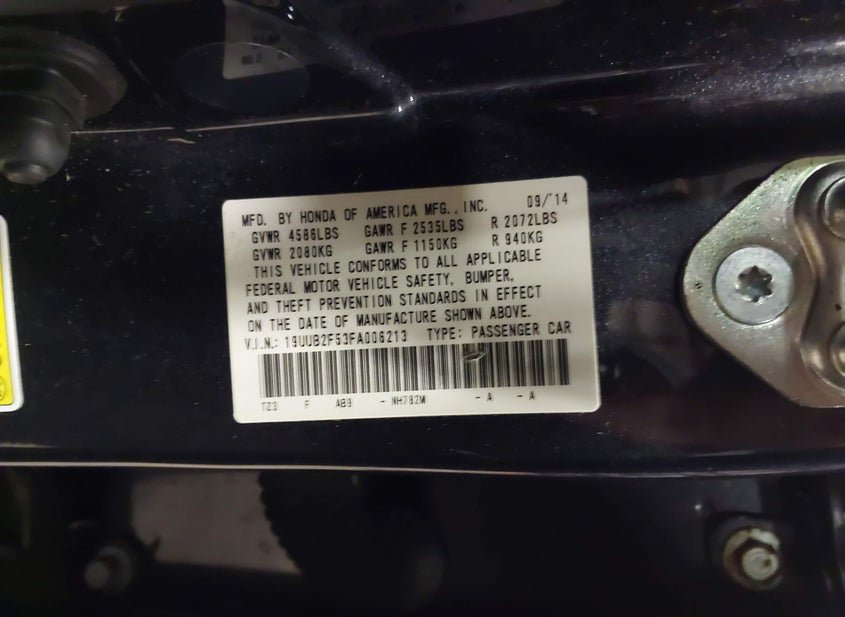 MFD. BY HONDA OF AMERICA MFG., INC. 09/'14
GVWR 4586LBS GAWR F 2535LBS R 2072LBS
GVWR 2080KG GAWR F 1150KG R 940KG
THIS VEHICLE CONFORMS TO ALL APPLICABLE
FEDERAL MOTOR VEHICLE SAFETY, BUMPER,
AND THEFT PREVENTION STANDARDS IN EFFECT
ON THE DATE OF MANUFACTURE SHOWN ABOVE.
V.I.N.: 19UUB2F53FA006213 TYPE: PASSENGER CAR
TZ3 F AB9 - NH782M - A - A